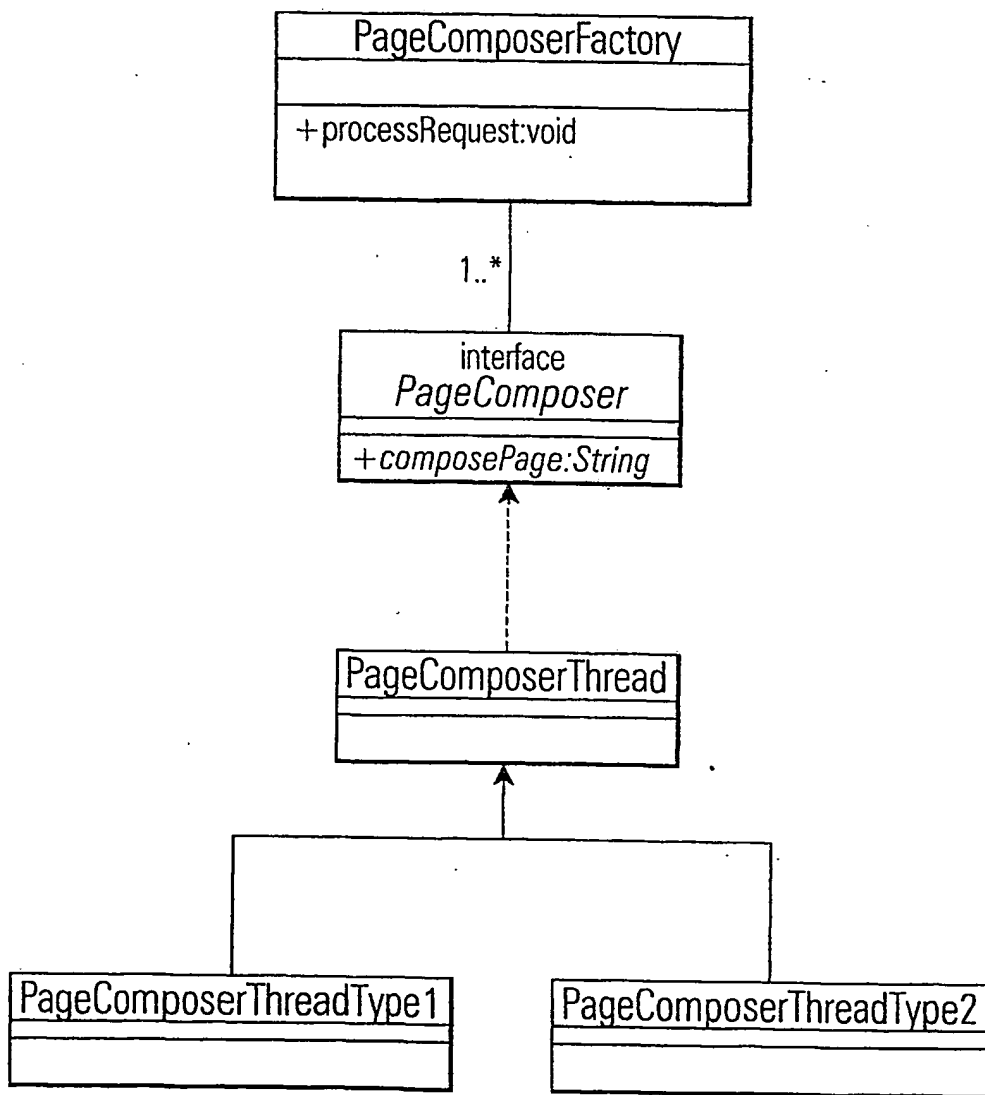 PageComposerFactory
+processRequest:void
1..*
interface
PageComposer
+composePage:String
PageComposerThread
PageComposerThreadType1
PageComposerThreadType2